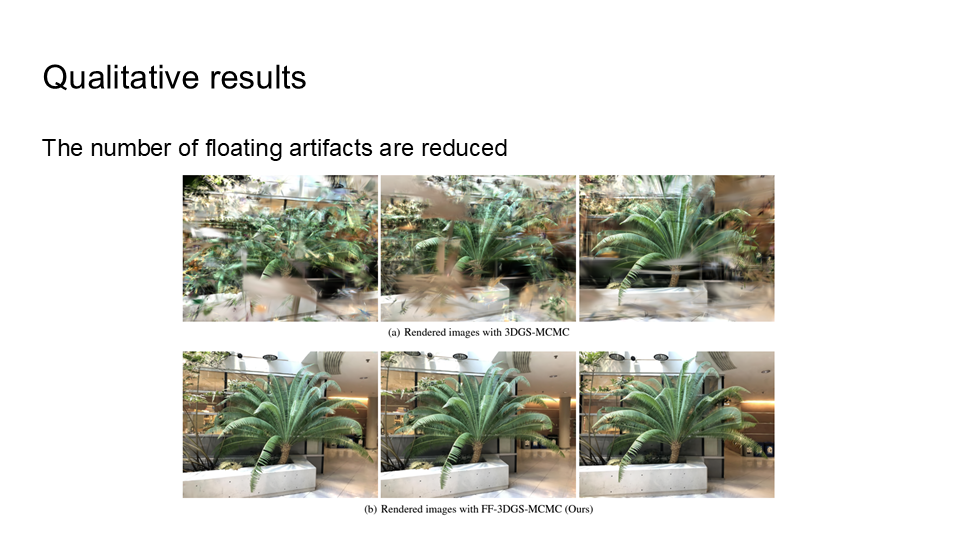 Qualitative results
The number of floating artifacts are reduced
(a) Rendered images with 3DGS-MCMC
(b) Rendered images with FF-3DGS-MCMC (Ours)